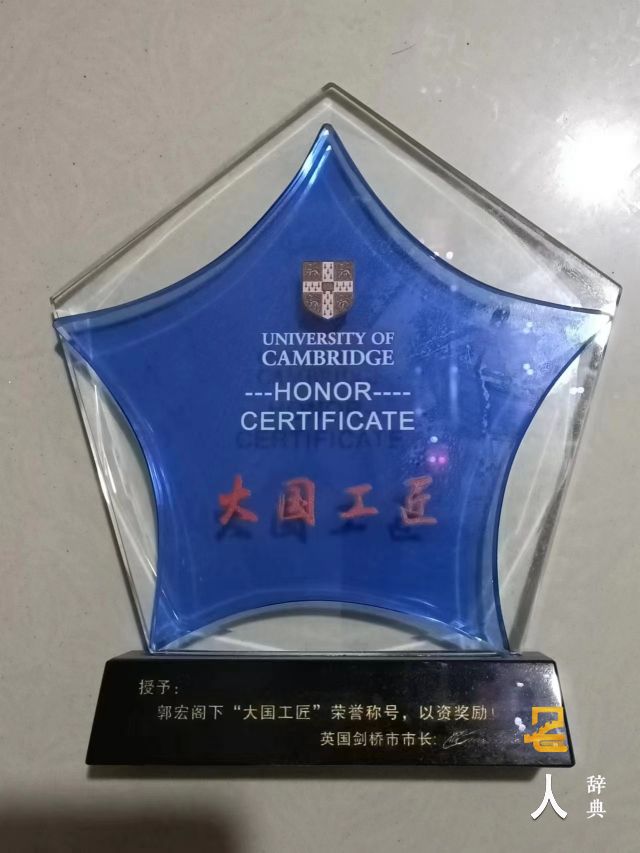 UNIVERSITY OF
CAMBRIDGE
---HONOR----
CERTIFICATE
大国工匠
授予：
郭宏阁下“大国工匠”荣誉称号，以资奖励！
英国剑桥市市长：
名
人
辞典